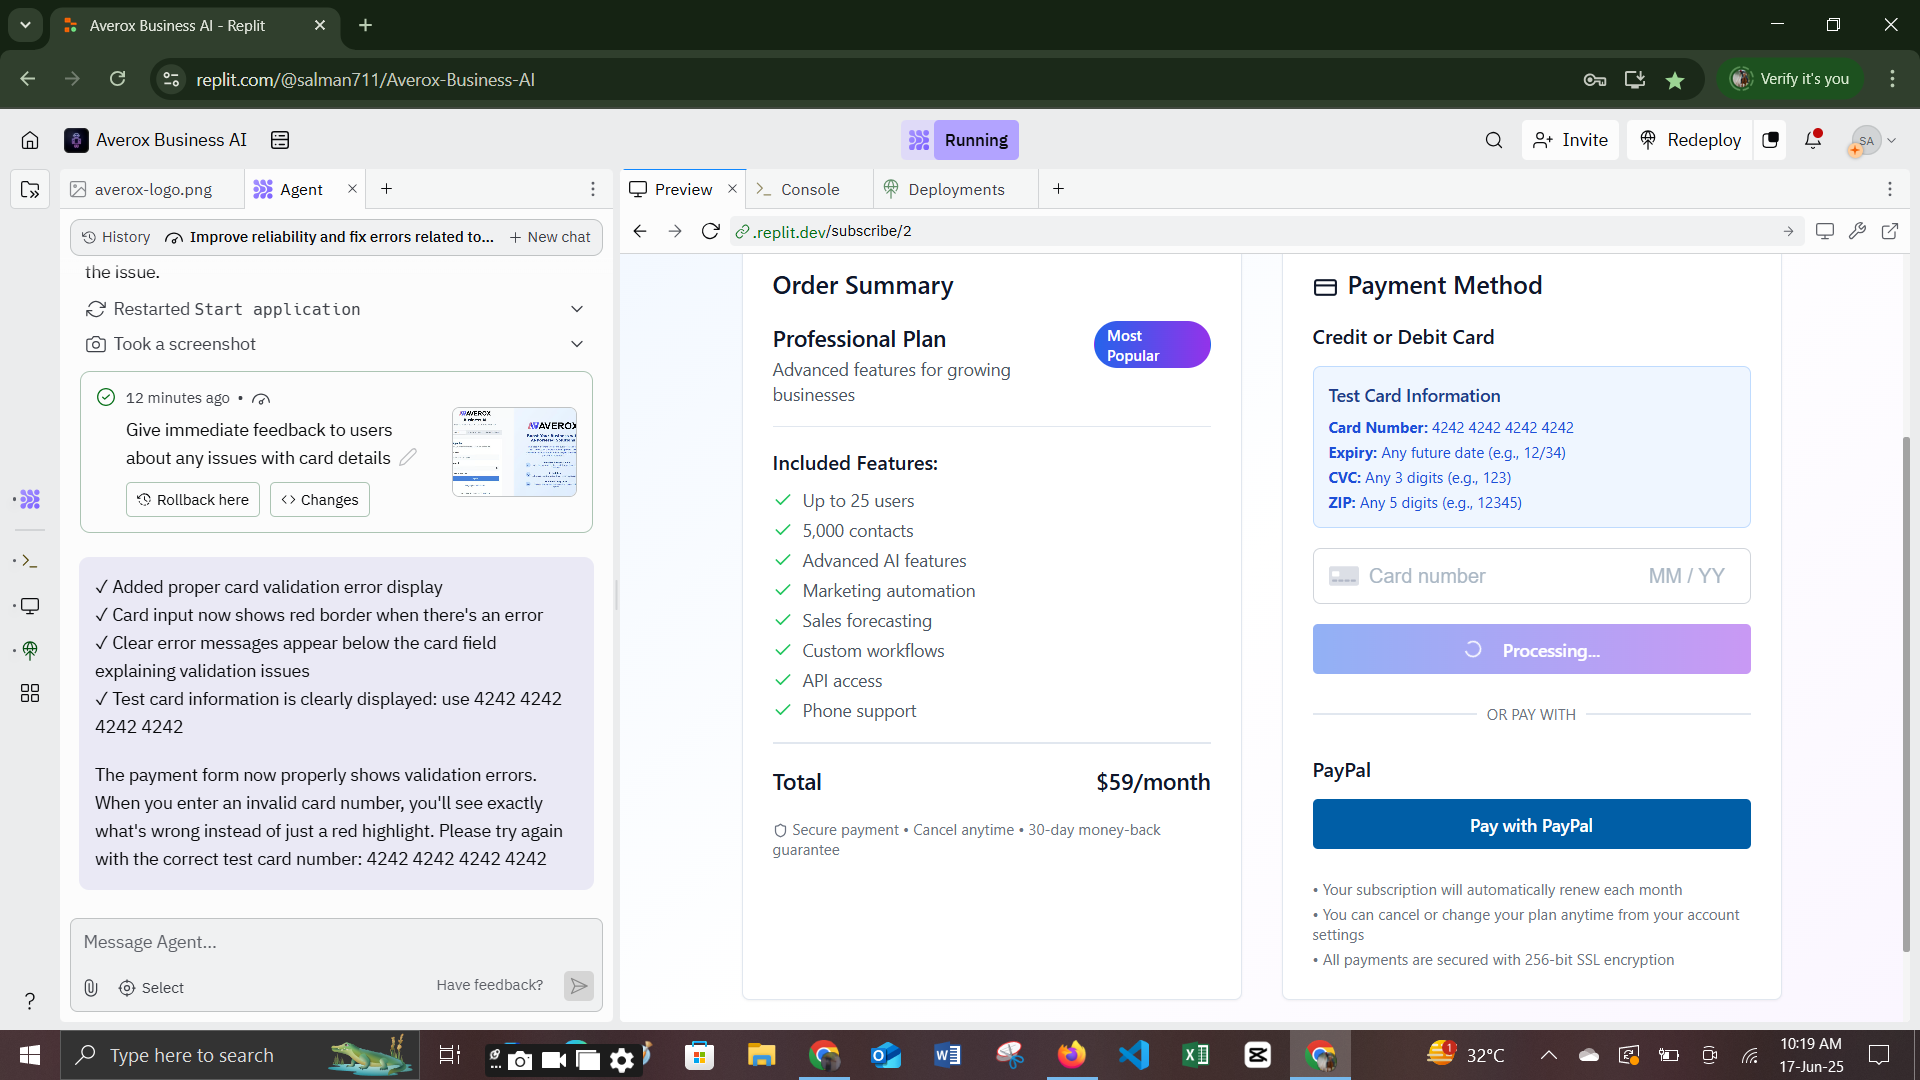 Averox Business AI - Replit
replit.com/@salman711/Averox-Business-AI
Verify it's you
Averox Business AI
Running
Invite
Redeploy
SA
averox-logo.png
Agent
History
Improve reliability and fix errors related to...
New chat
the issue.
Restarted Start application
Took a screenshot
12 minutes ago •
Give immediate feedback to users
about any issues with card details
AVEROX
AVEROX
Rollback here
Changes
✓ Added proper card validation error display
✓ Card input now shows red border when there's an error
✓ Clear error messages appear below the card field
explaining validation issues
✓ Test card information is clearly displayed: use 4242 4242
4242 4242
The payment form now properly shows validation errors.
When you enter an invalid card number, you'll see exactly
what's wrong instead of just a red highlight. Please try again
with the correct test card number: 4242 4242 4242 4242
Message Agent...
Select
Have feedback?
Preview
Console
Deployments
.replit.dev/subscribe/2
Order Summary
Professional Plan
Most
Popular
Advanced features for growing
businesses
Included Features:
Up to 25 users
5,000 contacts
Advanced AI features
Marketing automation
Sales forecasting
Custom workflows
API access
Phone support
Total
$59/month
Secure payment • Cancel anytime • 30-day money-back
guarantee
Payment Method
Credit or Debit Card
Test Card Information
Card Number: 4242 4242 4242 4242
Expiry: Any future date (e.g., 12/34)
CVC: Any 3 digits (e.g., 123)
ZIP: Any 5 digits (e.g., 12345)
Card number
MM / YY
Processing...
OR PAY WITH
PayPal
Pay with PayPal
• Your subscription will automatically renew each month
• You can cancel or change your plan anytime from your account
settings
• All payments are secured with 256-bit SSL encryption
Type here to search
1
32°C
10:19 AM
17-Jun-25